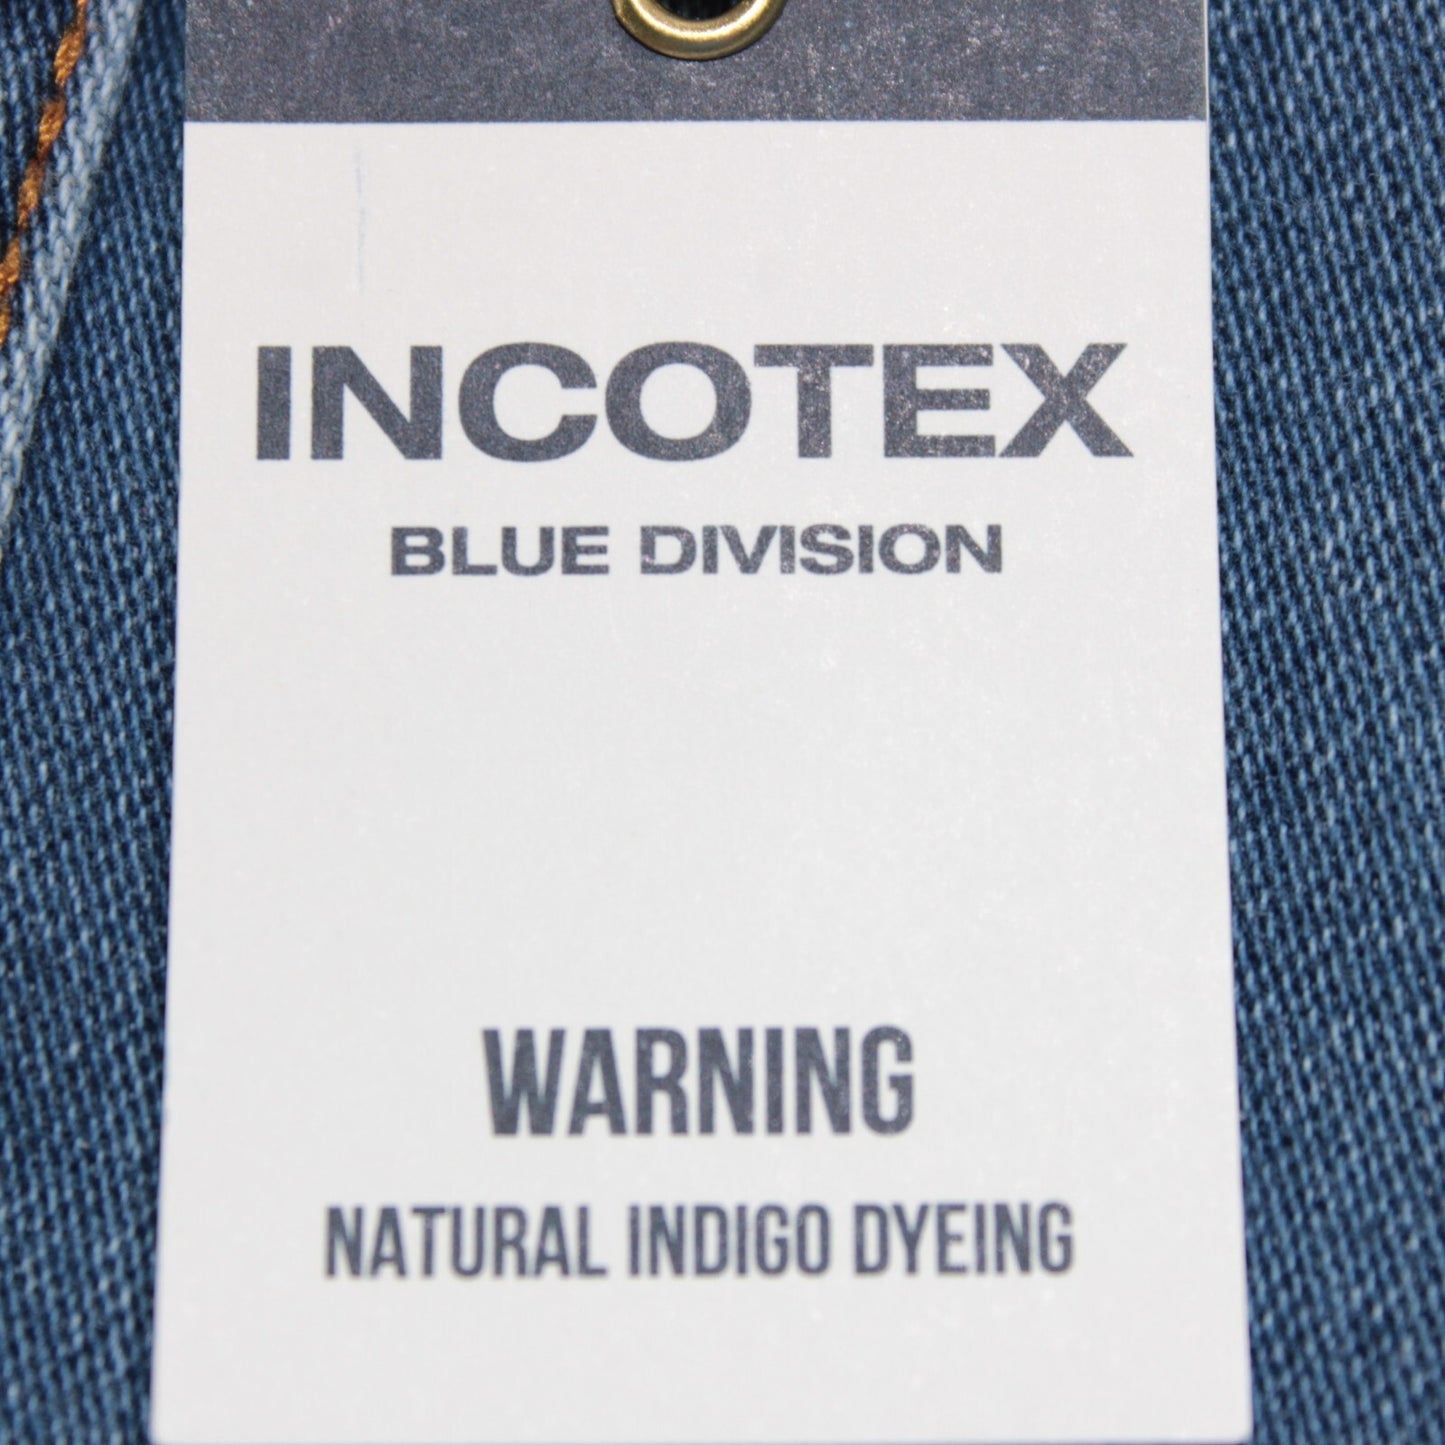 INCOTEX
BLUE DIVISION
WARNING
NATURAL INDIGO DYEING